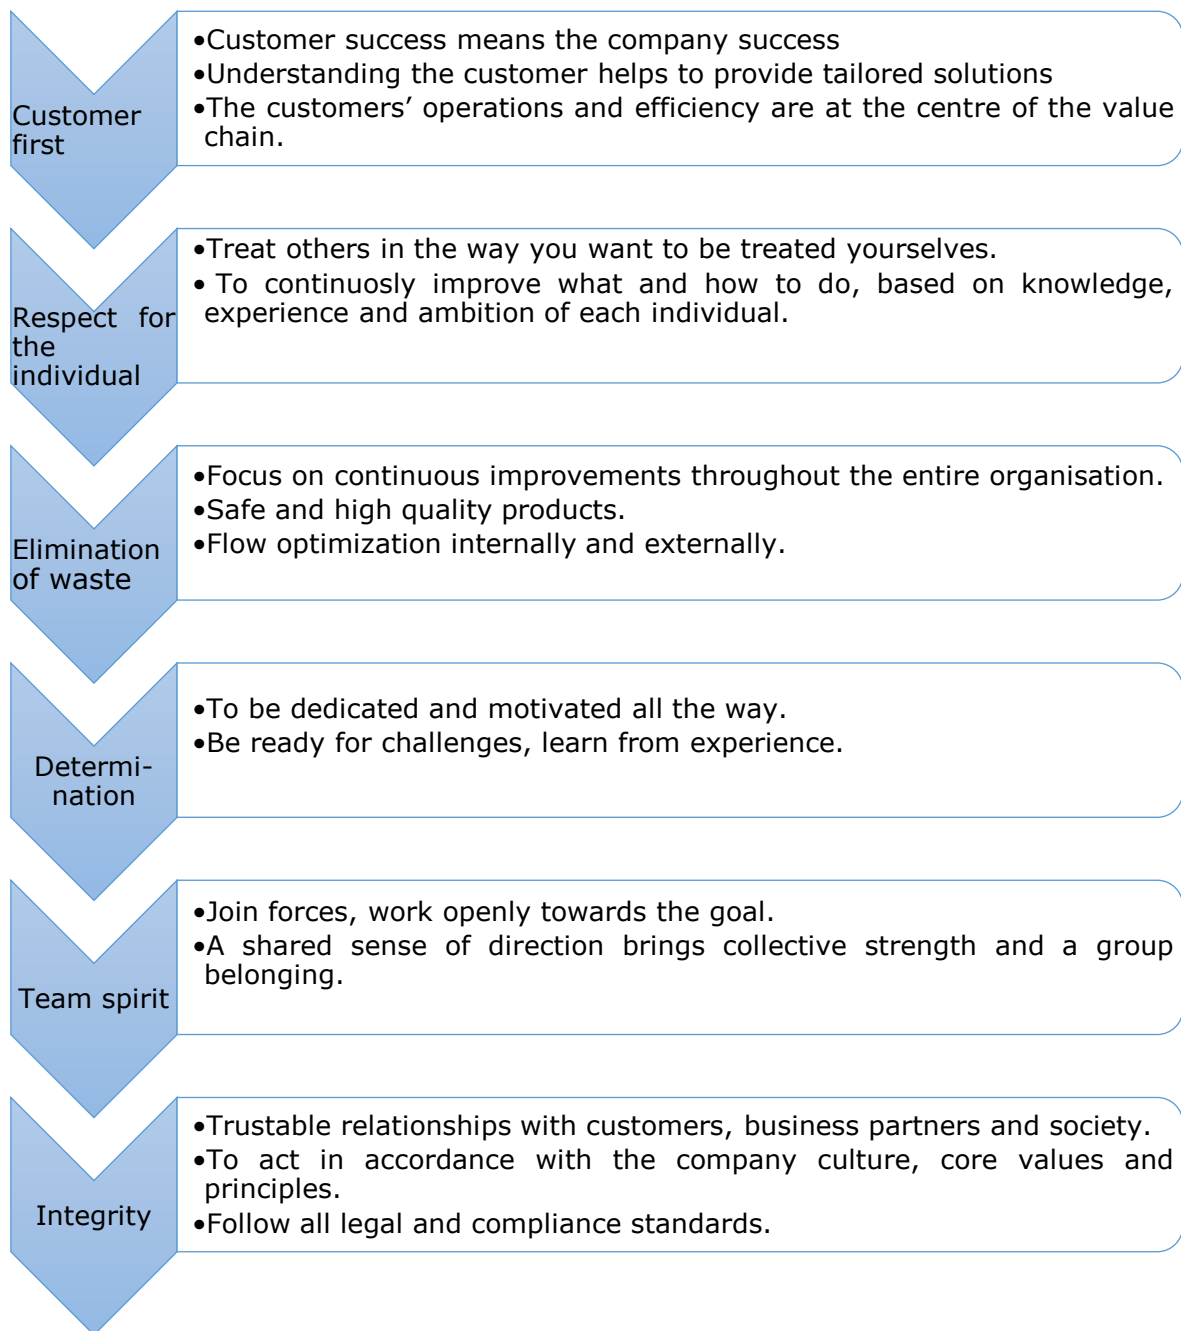 Customer
first
•Customer success means the company success
•Understanding the customer helps to provide tailored solutions
•The customers’ operations and efficiency are at the centre of the value
chain.
Respect for
the
individual
•Treat others in the way you want to be treated yourselves.
• To continuosly improve what and how to do, based on knowledge,
experience and ambition of each individual.
Elimination
of waste
•Focus on continuous improvements throughout the entire organisation.
•Safe and high quality products.
•Flow optimization internally and externally.
Determi-
nation
•To be dedicated and motivated all the way.
•Be ready for challenges, learn from experience.
Team spirit
•Join forces, work openly towards the goal.
•A shared sense of direction brings collective strength and a group
belonging.
Integrity
•Trustable relationships with customers, business partners and society.
•To act in accordance with the company culture, core values and
principles.
•Follow all legal and compliance standards.